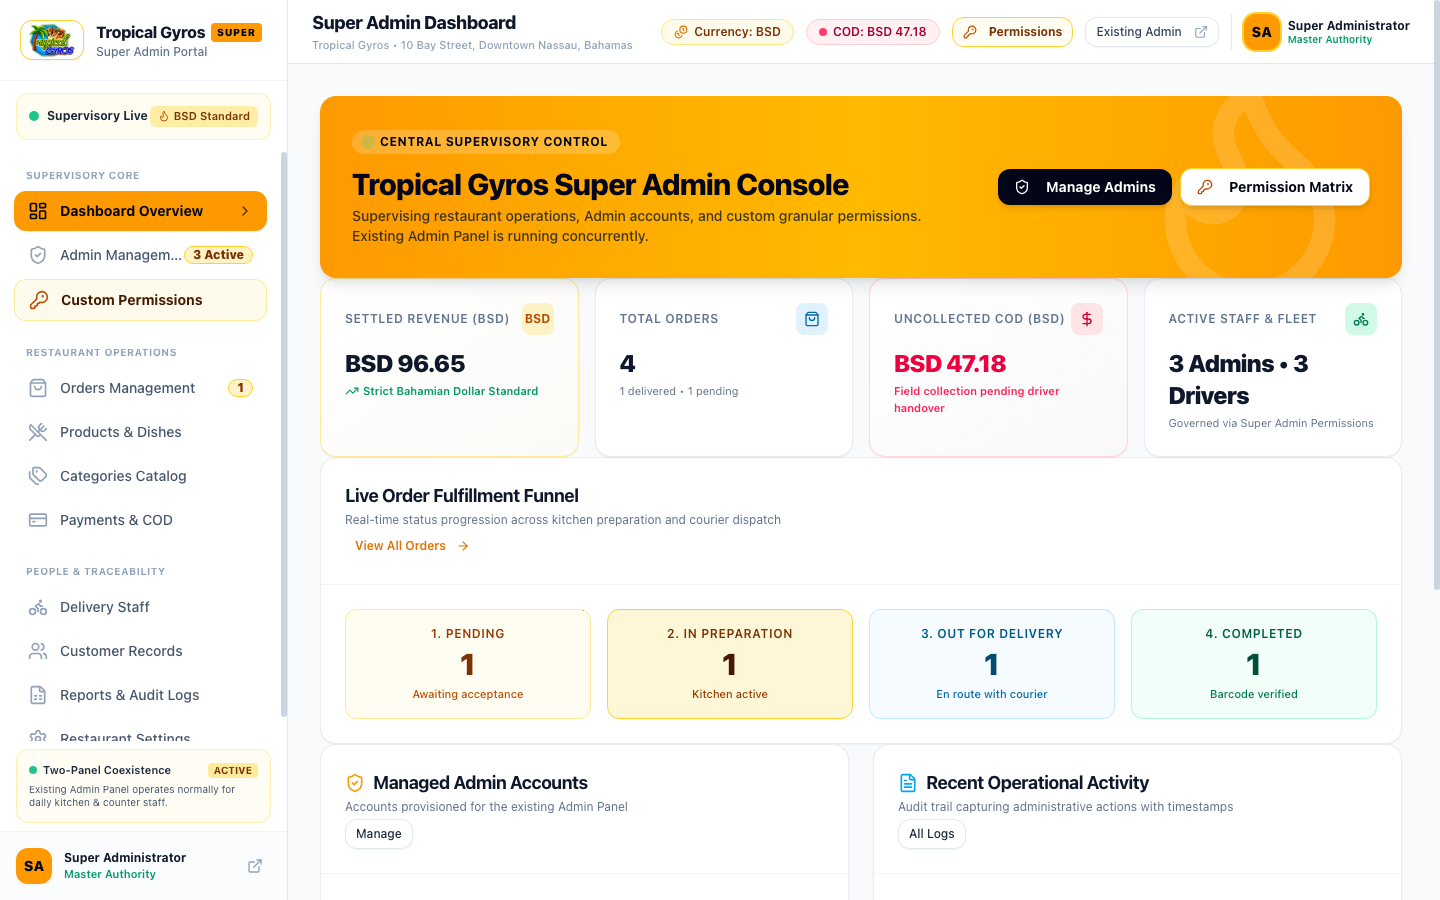 Tropical Gyros SUPER
Super Admin Portal
Supervisory Live BSD Standard
SUPERVISORY CORE
Dashboard Overview
Admin Managem... 3 Active
Custom Permissions
RESTAURANT OPERATIONS
Orders Management 1
Products & Dishes
Categories Catalog
Payments & COD
PEOPLE & TRACEABILITY
Delivery Staff
Customer Records
Reports & Audit Logs
Restaurant Settings
Two-Panel Coexistence ACTIVE
Existing Admin Panel operates normally for
daily kitchen & counter staff.
SA Super Administrator
Master Authority
Super Admin Dashboard
Tropical Gyros • 10 Bay Street, Downtown Nassau, Bahamas
Currency: BSD
COD: BSD 47.18
Permissions
Existing Admin
SA Super Administrator
Master Authority
CENTRAL SUPERVISORY CONTROL
Tropical Gyros Super Admin Console
Supervising restaurant operations, Admin accounts, and custom granular permissions.
Existing Admin Panel is running concurrently.
Manage Admins
Permission Matrix
SETTLED REVENUE (BSD) BSD
BSD 96.65
Strict Bahamian Dollar Standard
TOTAL ORDERS
4
1 delivered • 1 pending
UNCOLLECTED COD (BSD)
BSD 47.18
Field collection pending driver
handover
ACTIVE STAFF & FLEET
3 Admins • 3
Drivers
Governed via Super Admin Permissions
Live Order Fulfillment Funnel
Real-time status progression across kitchen preparation and courier dispatch
View All Orders
1. PENDING
1
Awaiting acceptance
2. IN PREPARATION
1
Kitchen active
3. OUT FOR DELIVERY
1
En route with courier
4. COMPLETED
1
Barcode verified
Managed Admin Accounts
Accounts provisioned for the existing Admin Panel
Manage
Recent Operational Activity
Audit trail capturing administrative actions with timestamps
All Logs